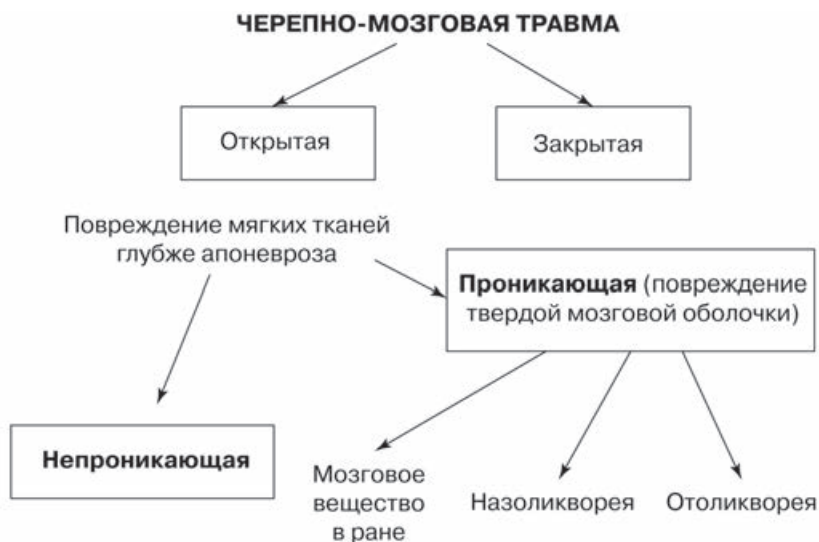 ЧЕРЕПНО-МОЗГОВАЯ ТРАВМА
Открытая
Закрытая
Повреждение мягких тканей
глубже апоневроза
Проникающая (повреждение
твердой мозговой оболочки)
Непроникающая
Мозговое
вещество
в ране
Назоликворея
Отоликворея